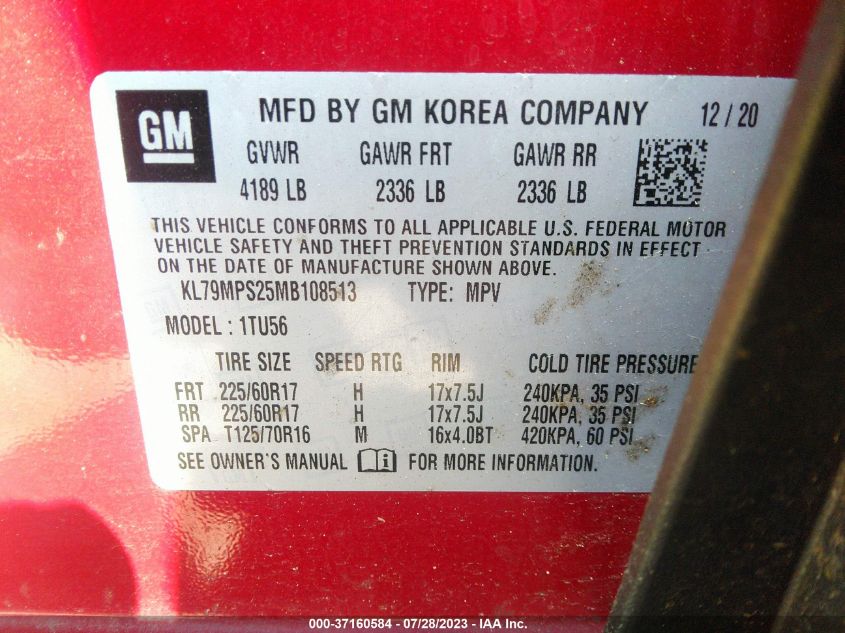 GM
MFD BY GM KOREA COMPANY 12 / 20
GVWR GAWR FRT GAWR RR
4189 LB 2336 LB 2336 LB
THIS VEHICLE CONFORMS TO ALL APPLICABLE U.S. FEDERAL MOTOR
VEHICLE SAFETY AND THEFT PREVENTION STANDARDS IN EFFECT
ON THE DATE OF MANUFACTURE SHOWN ABOVE.
KL79MPS25MB108513 TYPE: MPV
MODEL : 1TU56
TIRE SIZE SPEED RTG RIM COLD TIRE PRESSURE
FRT 225/60R17 H 17x7.5J 240KPA, 35 PSI
RR 225/60R17 H 17x7.5J 240KPA, 35 PSI
SPA T125/70R16 M 16x4.0BT 420KPA, 60 PSI
SEE OWNER'S MANUAL i FOR MORE INFORMATION.
000-37160584 / 07/28/2023 - © IAA Inc.